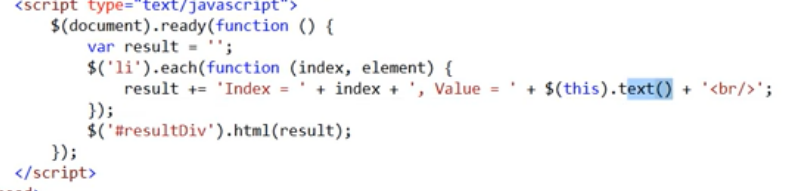 <script type="text/javascript">
$(document).ready(function () {
var result = '';
$('li').each(function (index, element) {
result += 'Index = ' + index + ', Value = ' + $(this).text() + '<br/>';
});
$('#resultDiv').html(result);
});
</script>